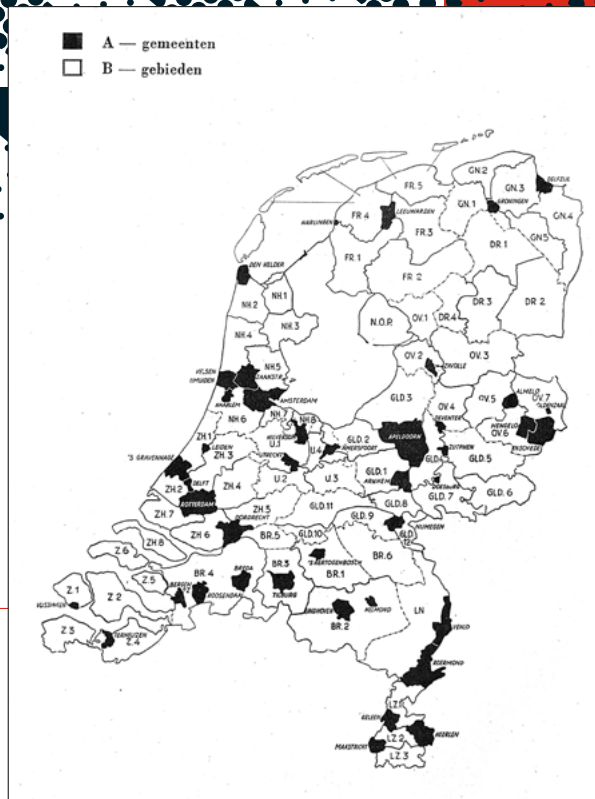 A — gemeenten
B — gebieden
GN.2
FR.5
GN.3
DELFZIJL
GN.1
GRONINGEN
GN.4
FR 4
LEEUWARDEN
HARLINGEN
FR.3
GN.5
DR.1
FR.1
DEN HELDER
FR 2
NH.1
NH.2
DR.3
DR 2
N.O.P.
OV.1
DR.4
NH.3
NH.4
OV.2
OV.3
ZWOLLE
NH.5
VELSEN
IJMUIDEN
ZAANSTR.
GLD.3
ALMELO
OV.5
OV.7
HAARLEM
AMSTERDAM
OV.4
OLDENZAAL
NH.6
NH.7
NH.8
DEVENTER
HENGELO
OV.6
ZH.1
LEIDEN
HILVERSUM
GLD.2
APELDOORN
ENSCHEDE
ZH.3
U.1
U.4
AMERSFOORT
ZUTPHEN
'S GRAVENHAGE
UTRECHT
GLD.5
GLD.1
DELFT
ZH.2
ZH.4
U.2
U.3
ARNHEM
DOESBURG
GLD.6
ROTTERDAM
GLD.7
ZH.7
ZH.5
GLD.11
GLD.8
DORDRECHT
GLD.9
NIJMEGEN
ZH 6
BR.5
GLD.10
GLD.12
ZH.8
Z.6
'S HERTOGENBOSCH
BR.6
BR.3
BR.1
Z.5
BR.4
BREDA
Z.1
Z 2
BERGEN
ROOSENDAAL
TILBURG
VLISSINGEN
EINDHOVEN
HELMOND
LN
BR.2
Z 3
TERNEUZEN
Z.4
VENLO
ROERMOND
LZ.1
GELEEN
HEERLEN
LZ.2
MAASTRICHT
LZ.3